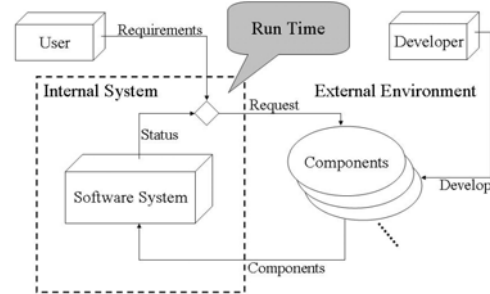 User
Requirements
Run Time
Developer
Internal System
External Environment
Request
Status
Components
Software System
Develop
Components